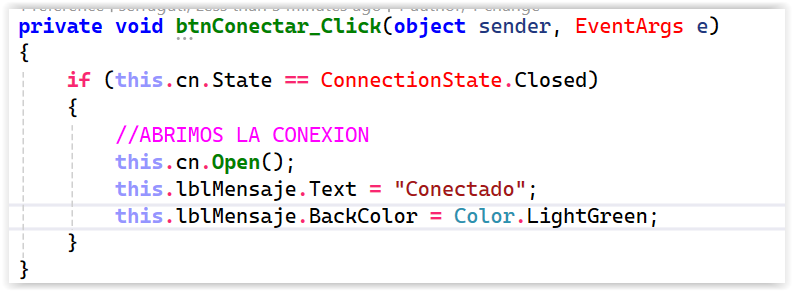 private void btnConectar_Click(object sender, EventArgs e)
{
if (this.cn.State == ConnectionState.Closed)
{
//ABRIMOS LA CONEXION
this.cn.Open();
this.lblMensaje.Text = "Conectado";
this.lblMensaje.BackColor = Color.LightGreen;
}
}